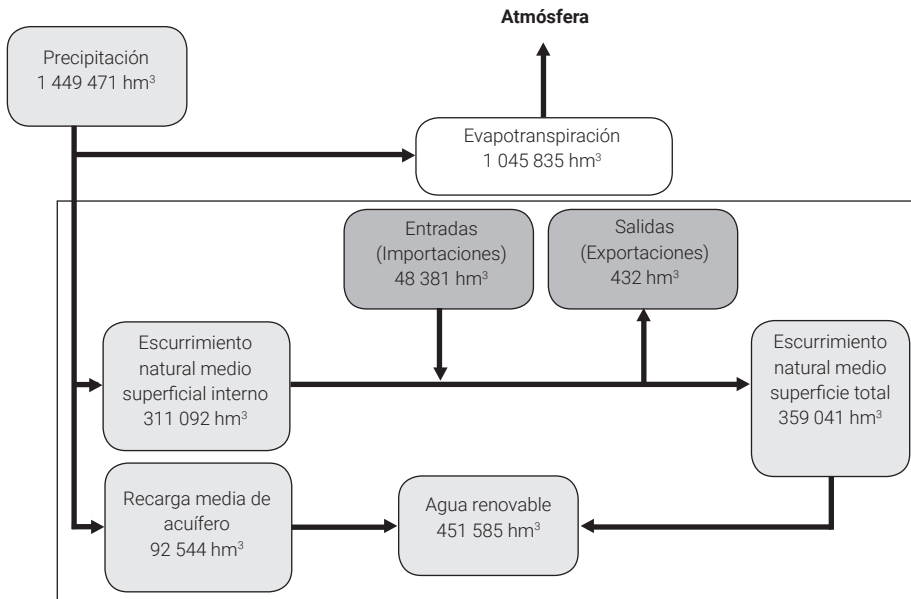 Atmósfera
Precipitación
1 449 471 hm³
Evapotranspiración
1 045 835 hm³
Entradas
(Importaciones)
48 381 hm³
Salidas
(Exportaciones)
432 hm³
Escurrimiento
natural medio
superficial interno
311 092 hm³
Escurrimiento
natural medio
superficie total
359 041 hm³
Recarga media de
acuífero
92 544 hm³
Agua renovable
451 585 hm³